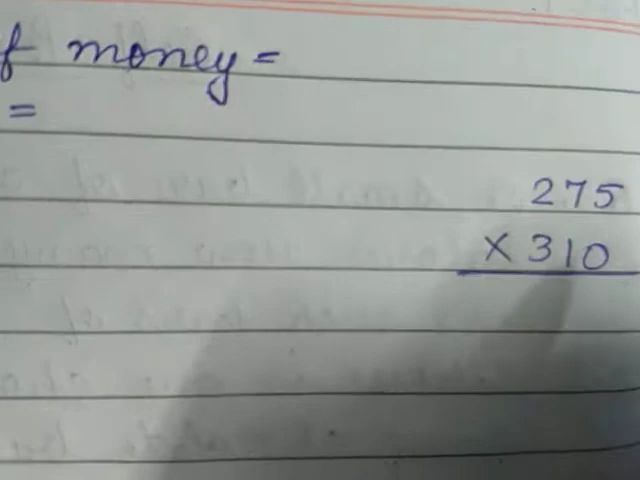 f money=
=
275
X 310